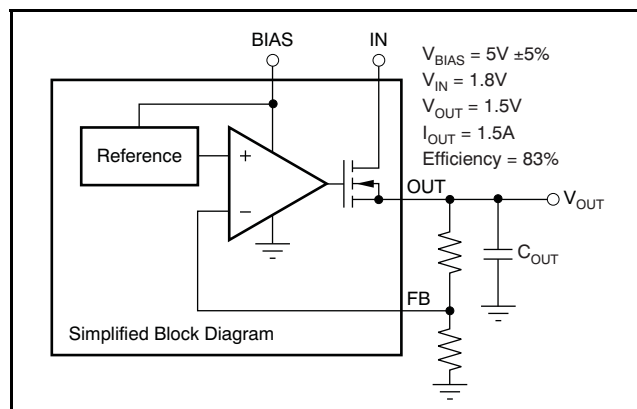 BIAS
IN
V_BIAS = 5V ±5%
V_IN = 1.8V
V_OUT = 1.5V
I_OUT = 1.5A
Efficiency = 83%
Reference
+
−
OUT
V_OUT
C_OUT
FB
Simplified Block Diagram